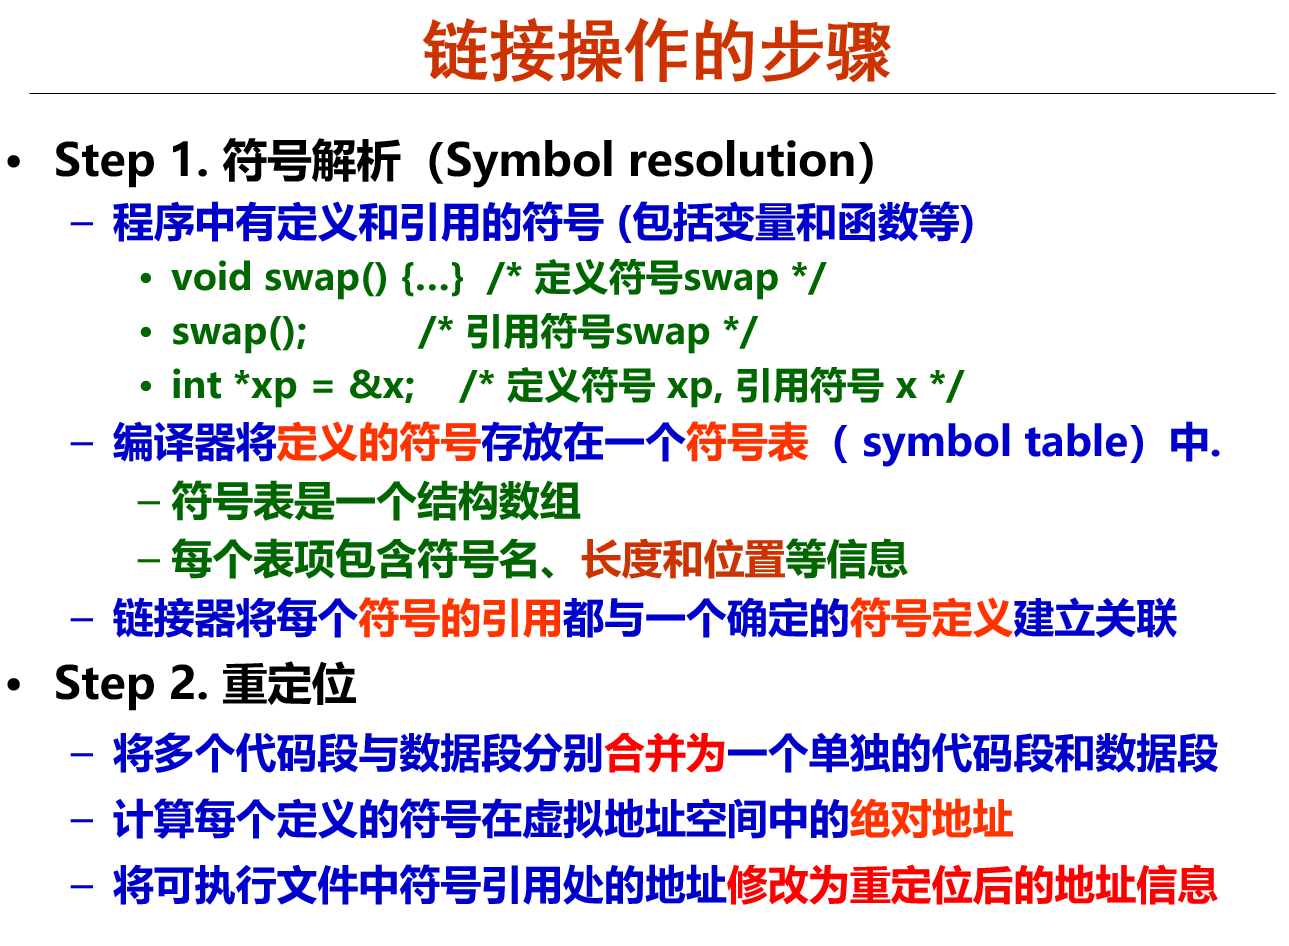 链接操作的步骤
• Step 1. 符号解析（Symbol resolution）
– 程序中有定义和引用的符号 (包括变量和函数等)
• void swap() {…} /* 定义符号swap */
• swap(); /* 引用符号swap */
• int *xp = &x; /* 定义符号 xp, 引用符号 x */
– 编译器将定义的符号存放在一个符号表（ symbol table）中.
– 符号表是一个结构数组
– 每个表项包含符号名、长度和位置等信息
– 链接器将每个符号的引用都与一个确定的符号定义建立关联
• Step 2. 重定位
– 将多个代码段与数据段分别合并为一个单独的代码段和数据段
– 计算每个定义的符号在虚拟地址空间中的绝对地址
– 将可执行文件中符号引用处的地址修改为重定位后的地址信息